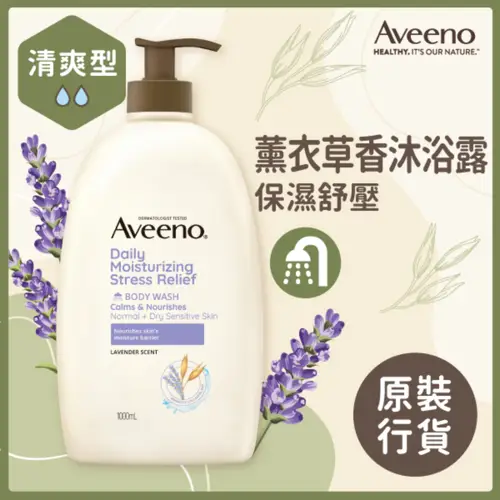 清爽型
Aveeno
HEALTHY. IT'S OUR NATURE.™
薰衣草香沐浴露
保濕舒壓
DERMATOLOGIST TESTED
Aveeno®
Daily
Moisturizing
Stress Relief
BODY WASH
Calms & Nourishes
Normal + Dry Sensitive Skin
Nourishes skin's
moisture barrier
LAVENDER SCENT
1000mL
原裝
行貨